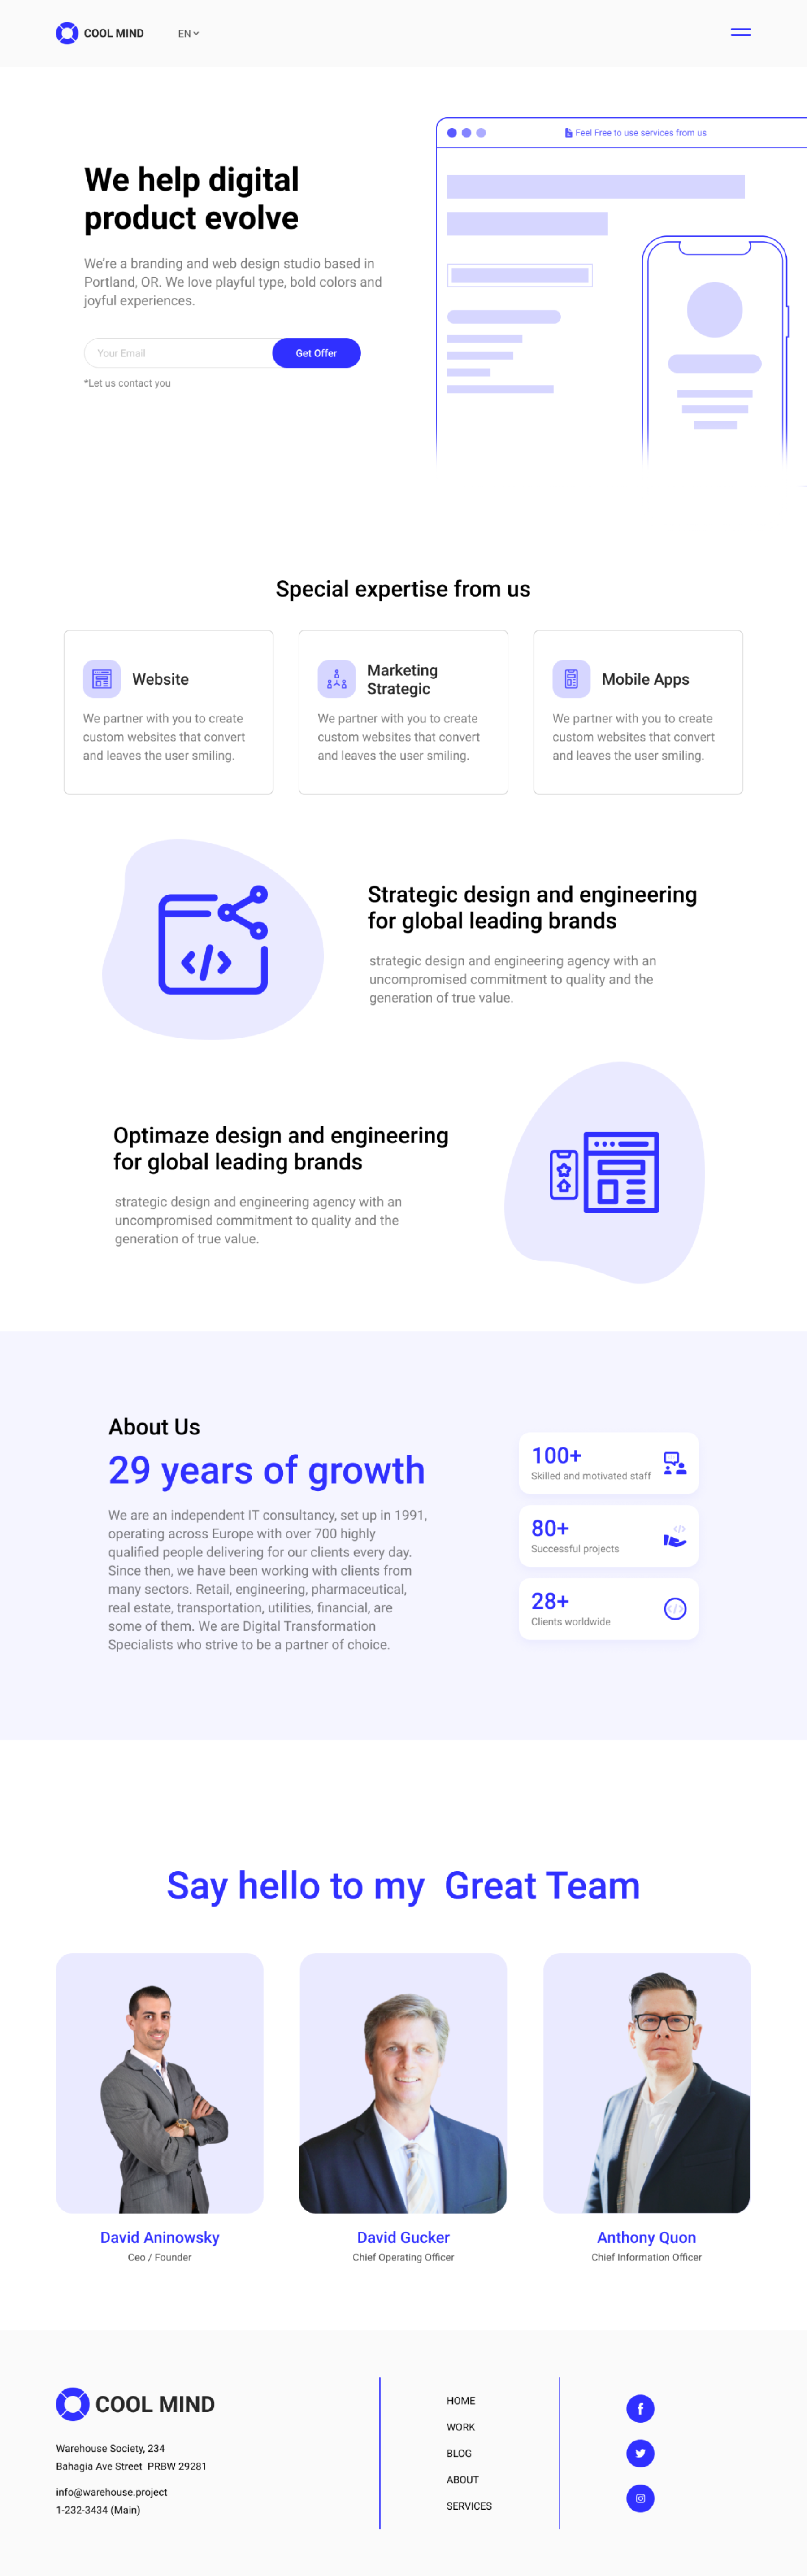 COOL MIND
EN
Feel Free to use services from us
We help digital
product evolve
We're a branding and web design studio based in
Portland, OR. We love playful type, bold colors and
joyful experiences.
Your Email
Get Offer
*Let us contact you
Special expertise from us
Website
We partner with you to create
custom websites that convert
and leaves the user smiling.
Marketing
Strategic
We partner with you to create
custom websites that convert
and leaves the user smiling.
Mobile Apps
We partner with you to create
custom websites that convert
and leaves the user smiling.
Strategic design and engineering
for global leading brands
strategic design and engineering agency with an
uncompromised commitment to quality and the
generation of true value.
Optimaze design and engineering
for global leading brands
strategic design and engineering agency with an
uncompromised commitment to quality and the
generation of true value.
About Us
29 years of growth
We are an independent IT consultancy, set up in 1991,
operating across Europe with over 700 highly
qualified people delivering for our clients every day.
Since then, we have been working with clients from
many sectors. Retail, engineering, pharmaceutical,
real estate, transportation, utilities, financial, are
some of them. We are Digital Transformation
Specialists who strive to be a partner of choice.
100+
Skilled and motivated staff
80+
Successful projects
28+
Clients worldwide
Say hello to my  Great Team
David Aninowsky
Ceo / Founder
David Gucker
Chief Operating Officer
Anthony Quon
Chief Information Officer
COOL MIND
Warehouse Society, 234
Bahagia Ave Street  PRBW 29281
info@warehouse.project
1-232-3434 (Main)
HOME
WORK
BLOG
ABOUT
SERVICES